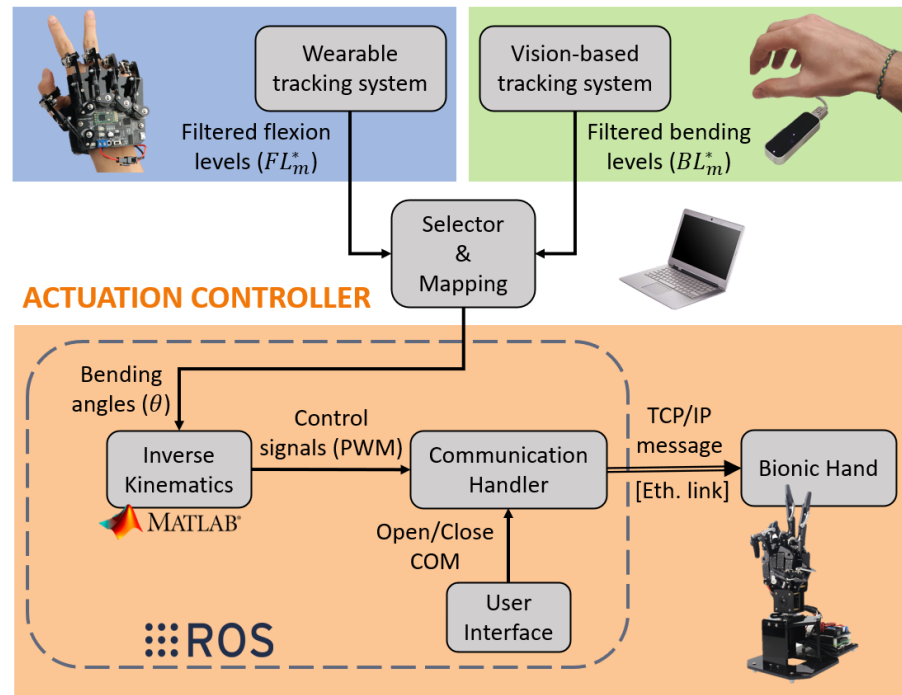 Wearable
tracking system
Vision-based
tracking system
Filtered flexion
levels (𝐹𝐿*ₘ)
Filtered bending
levels (𝐵𝐿*ₘ)
Selector
&
Mapping
ACTUATION CONTROLLER
Bending
angles (𝜃)
Control
signals (PWM)
TCP/IP
message
Inverse
Kinematics
Communication
Handler
Bionic Hand
[Eth. link]
MATLAB®
Open/Close
COM
User
Interface
ROS